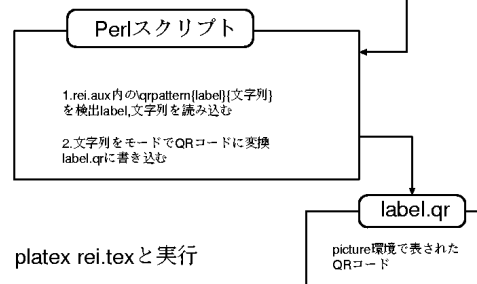 Perlスクリプト
1.rei.aux内の\qrpattern{label}{文字列}
を検出label,文字列を読み込む
2.文字列をモードでQRコードに変換
label.qrに書き込む
label.qr
picture環境で表された
QRコード
platex rei.texと実行